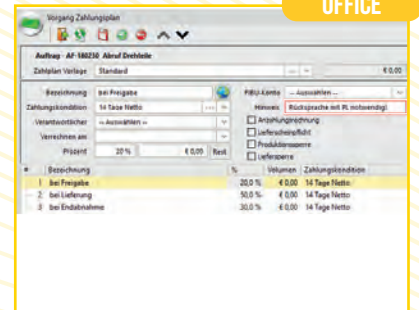 OFFICE
Vorgang Zahlungsplan
Auftrag - AF-180230 Abruf Drehteile
Zahlplan Vorlage Standard € 0,00
Bezeichnung bei Freigabe FIBU-Konto -- Auswählen --
Zahlungskondition 14 Tage Netto Hinweis Rücksprache mit PL notwendig!
Verantwortlicher -- Auswählen -- Anzahlungsrechnung
Verrechnen am Lieferscheinpflicht
Prozent 20 % € 0,00 Rest Produktionssperre
Liefersperre
# Bezeichnung % Volumen Zahlungskondition
1 bei Freigabe 20,0 % € 0,00 14 Tage Netto
2 bei Lieferung 50,0 % € 0,00 14 Tage Netto
3 bei Endabnahme 30,0 % € 0,00 14 Tage Netto